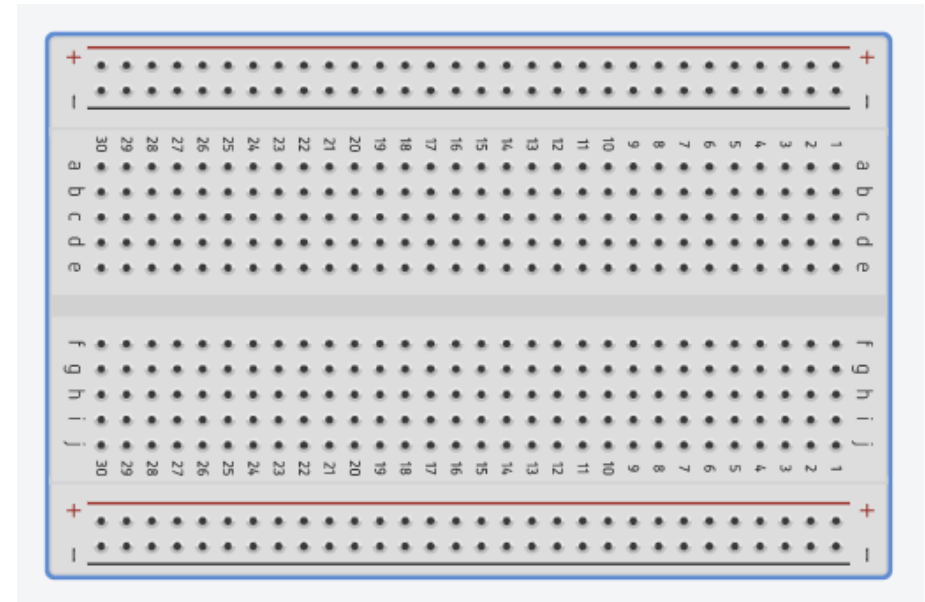 + +
− −
30 29 28 27 26 25 24 23 22 21 20 19 18 17 16 15 14 13 12 11 10 9 8 7 6 5 4 3 2 1
a a
b b
c c
d d
e e
f f
g g
h h
i i
j j
30 29 28 27 26 25 24 23 22 21 20 19 18 17 16 15 14 13 12 11 10 9 8 7 6 5 4 3 2 1
+ +
− −